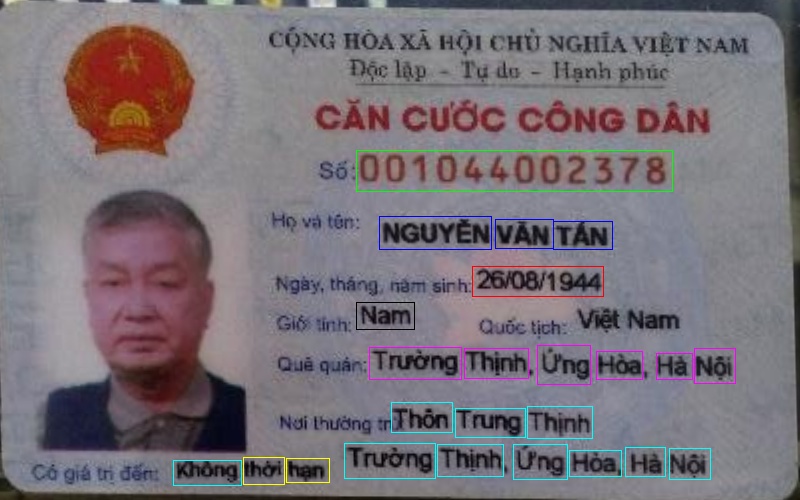 CỘNG HÒA XÃ HỘI CHỦ NGHĨA VIỆT NAM
Độc lập - Tự do - Hạnh phúc
CĂN CƯỚC CÔNG DÂN
Số: 001044002378
Họ và tên: NGUYỄN VĂN TÁN
Ngày, tháng, năm sinh: 26/08/1944
Giới tính: Nam Quốc tịch: Việt Nam
Quê quán: Trường Thịnh, Ứng Hòa, Hà Nội
Nơi thường trú Thôn Trung Thịnh
Trường Thịnh, Ứng Hòa, Hà Nội
Có giá trị đến: Không thời hạn